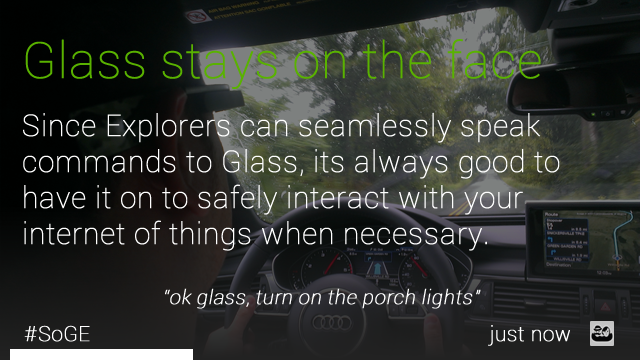 Glass stays on the face
Since Explorers can seamlessly speak
commands to Glass, its always good to
have it on to safely interact with your
internet of things when necessary.
"ok glass, turn on the porch lights"
#SoGE
just now